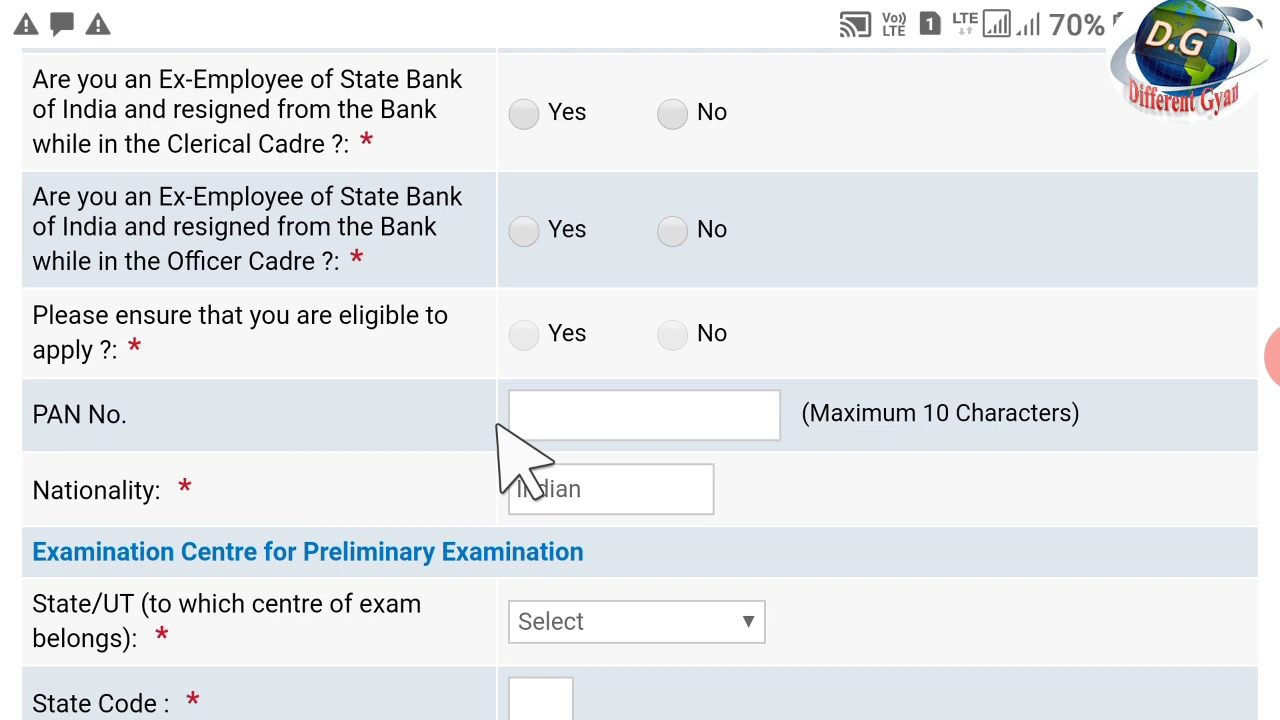 Vo)) LTE 1 LTE 70%
D.G
Different Gyan
Are you an Ex-Employee of State Bank
of India and resigned from the Bank
while in the Clerical Cadre ?: *
Yes No
Are you an Ex-Employee of State Bank
of India and resigned from the Bank
while in the Officer Cadre ?: *
Yes No
Please ensure that you are eligible to
apply ?: *
Yes No
PAN No.
(Maximum 10 Characters)
Nationality: *
Indian
Examination Centre for Preliminary Examination
State/UT (to which centre of exam
belongs): *
Select
State Code : *